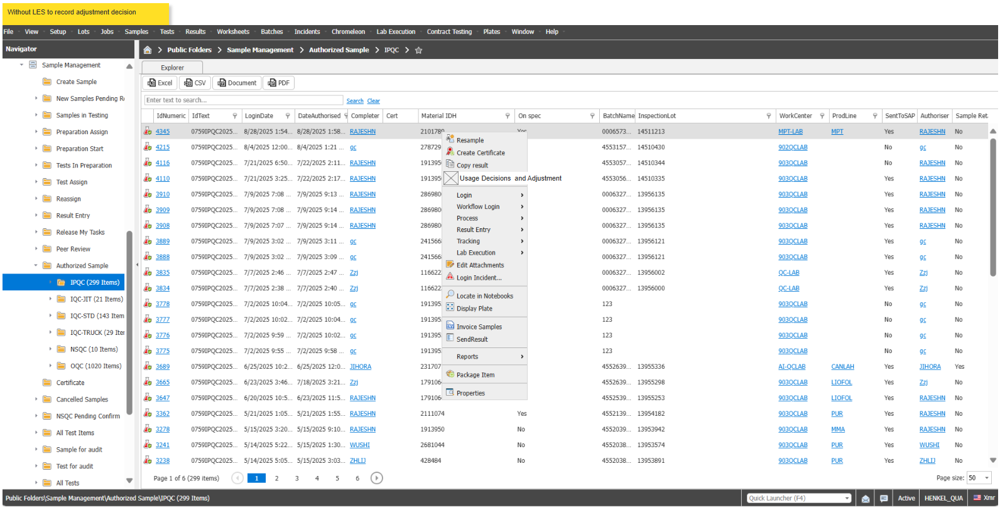 Without LES to record adjustment decision
File View Setup Lots Jobs Samples Tests Results Worksheets Batches Incidents Chromeleon Lab Execution Contract Testing Plates Window Help
Navigator
Public Folders > Sample Management > Authorized Sample > IPQC >
Sample Management
Create Sample
New Samples Pending Re
Samples in Testing
Preparation Assign
Preparation Start
Tests In Preparation
Test Assign
Reassign
Result Entry
Release My Tasks
Peer Review
Authorized Sample
IPQC (299 Items)
IQC-JIT (21 Items)
IQC-STD (143 Item
IQC-TRUCK (29 Iter
NSQC (10 Items)
OQC (1020 Items)
Certificate
Cancelled Samples
NSQC Pending Confirm
All Test Items
Sample for audit
Test for audit
All Tests
Explorer
Excel CSV Document PDF
Enter text to search... Search Clear
IdNumeric IdText LoginDate DateAuthorised Completer Cert Material IDH On spec BatchName InspectionLot WorkCenter ProdLine SentToSAP Authoriser Sample Reta
4345 0759IPQC2025... 8/28/2025 1:54... 8/28/2025 1:58... RAJESHN 2101789 Yes 0006573... 14511213 MPT-LAB MPT Yes RAJESHN No
4215 0759IPQC2025... 8/4/2025 12:00... 8/4/2025 1:21 ... gc 278729 4553157... 14510430 902QCLAB No gc No
4116 0759IPQC2025... 7/21/2025 6:50... 7/22/2025 2:11... RAJESHN 191395 4553057... 14510344 903QCLAB No RAJESHN No
4110 0759IPQC2025... 7/21/2025 3:25... 7/22/2025 2:17... RAJESHN 191395 4553056... 14510335 903QCLAB Yes RAJESHN No
3910 0759IPQC2025... 7/9/2025 7:08 ... 7/9/2025 9:13 ... RAJESHN 286980 0006327... 13956135 903QCLAB Yes RAJESHN No
3909 0759IPQC2025... 7/9/2025 7:08 ... 7/9/2025 9:14 ... RAJESHN 286980 0006327... 13956135 903QCLAB Yes RAJESHN No
3908 0759IPQC2025... 7/9/2025 7:07 ... 7/9/2025 9:14 ... RAJESHN 286980 0006327... 13956135 903QCLAB Yes RAJESHN No
3889 0759IPQC2025... 7/9/2025 3:02 ... 7/9/2025 3:11 ... gc 241566 0006327... 13956121 903QCLAB Yes gc No
3888 0759IPQC2025... 7/9/2025 3:02 ... 7/9/2025 3:09 ... gc 241566 0006327... 13956121 903QCLAB Yes gc No
3835 0759IPQC2025... 7/7/2025 2:46 ... 7/7/2025 2:47 ... Zzj 116622 0006327... 13956002 QC-LAB Yes Zzj No
3834 0759IPQC2025... 7/7/2025 2:38 ... 7/7/2025 2:40 ... Zzj 116622 0006327... 13956000 QC-LAB Yes Zzj No
3778 0759IPQC2025... 7/2/2025 10:04... 7/2/2025 10:05... gc 191395 123 903QCLAB No gc No
3777 0759IPQC2025... 7/2/2025 10:02... 7/2/2025 10:04... gc 191395 123 903QCLAB No gc No
3776 0759IPQC2025... 7/2/2025 9:59 ... 7/2/2025 10:02... gc 191395 123 903QCLAB No gc No
3775 0759IPQC2025... 7/2/2025 9:55 ... 7/2/2025 9:58 ... gc 191395 123 903QCLAB No gc No
3689 0759IPQC2025... 6/25/2025 10:2... 6/25/2025 12:0... JIHORA 231707 4552639... 13955336 AI-QCLAB CANLAH Yes JIHORA Yes
3665 0759IPQC2025... 6/23/2025 3:46... 7/18/2025 3:21... Zzj 179106 4552639... 13955298 903QCLAB LIOFOL Yes Zzj No
3647 0759IPQC2025... 6/20/2025 10:5... 6/23/2025 11:5... RAJESHN 179106 4552539... 13955253 903QCLAB LIOFOL Yes RAJESHN No
3362 0759IPQC2025... 5/21/2025 1:05... 5/21/2025 1:55... RAJESHN 2111074 Yes 4552139... 13954182 903QCLAB PUR Yes RAJESHN No
3278 0759IPQC2025... 5/15/2025 3:20... 5/15/2025 9:10... RAJESHN 1913950 No 4552039... 13953942 903QCLAB MMA Yes RAJESHN No
3241 0759IPQC2025... 5/14/2025 5:22... 5/15/2025 1:30... WUSHI 2681044 No 4552038... 13953574 903QCLAB PUR Yes WUSHI No
3238 0759IPQC2025... 5/14/2025 5:05... 5/15/2025 3:03... ZHLIJ 428484 No 4552038... 13953891 903QCLAB PUR Yes ZHLIJ No
Resample
Create Certificate
Copy result
Usage Decisions and Adjustment
Login
Workflow Login
Process
Result Entry
Tracking
Lab Execution
Edit Attachments
Login Incident...
Locate in Notebooks
Display Plate
Invoice Samples
SendResult
Reports
Package Item
Properties
Page 1 of 6 (299 items) 1 2 3 4 5 6 Page size: 50
Public Folders\Sample Management\Authorized Sample\IPQC (299 Items) Quick Launcher (F4) Active HENKEL_QUA Xmr